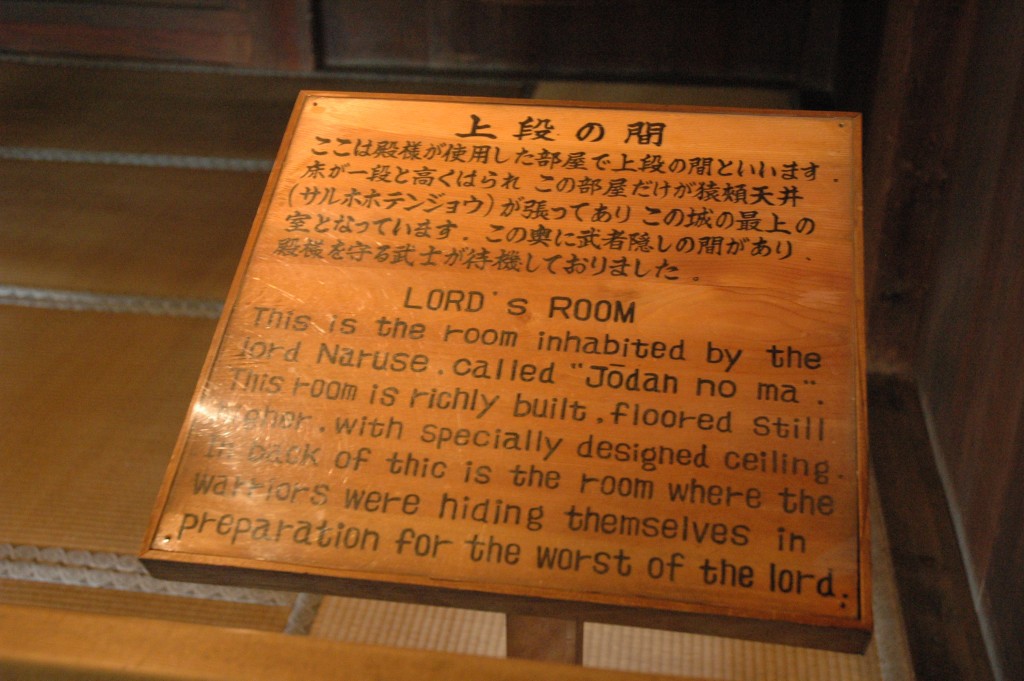 上段の間
ここは殿様が使用した部屋で上段の間といいます.
床が一段と高くはられ この部屋だけが猿頬天井
(サルホホテンジョウ)が張ってあり この城の最上の
室となっています. この奥に武者隠しの間があり.
殿様を守る武士が待機しておりました。
LORD's ROOM
This is the room inhabited by the
lord Naruse. called "Jōdan no ma".
This room is richly built, floored Still
higher, with specially designed ceiling.
In back of thic is the room where the
warriors were hiding themselves in
preparation for the worst of the lord.